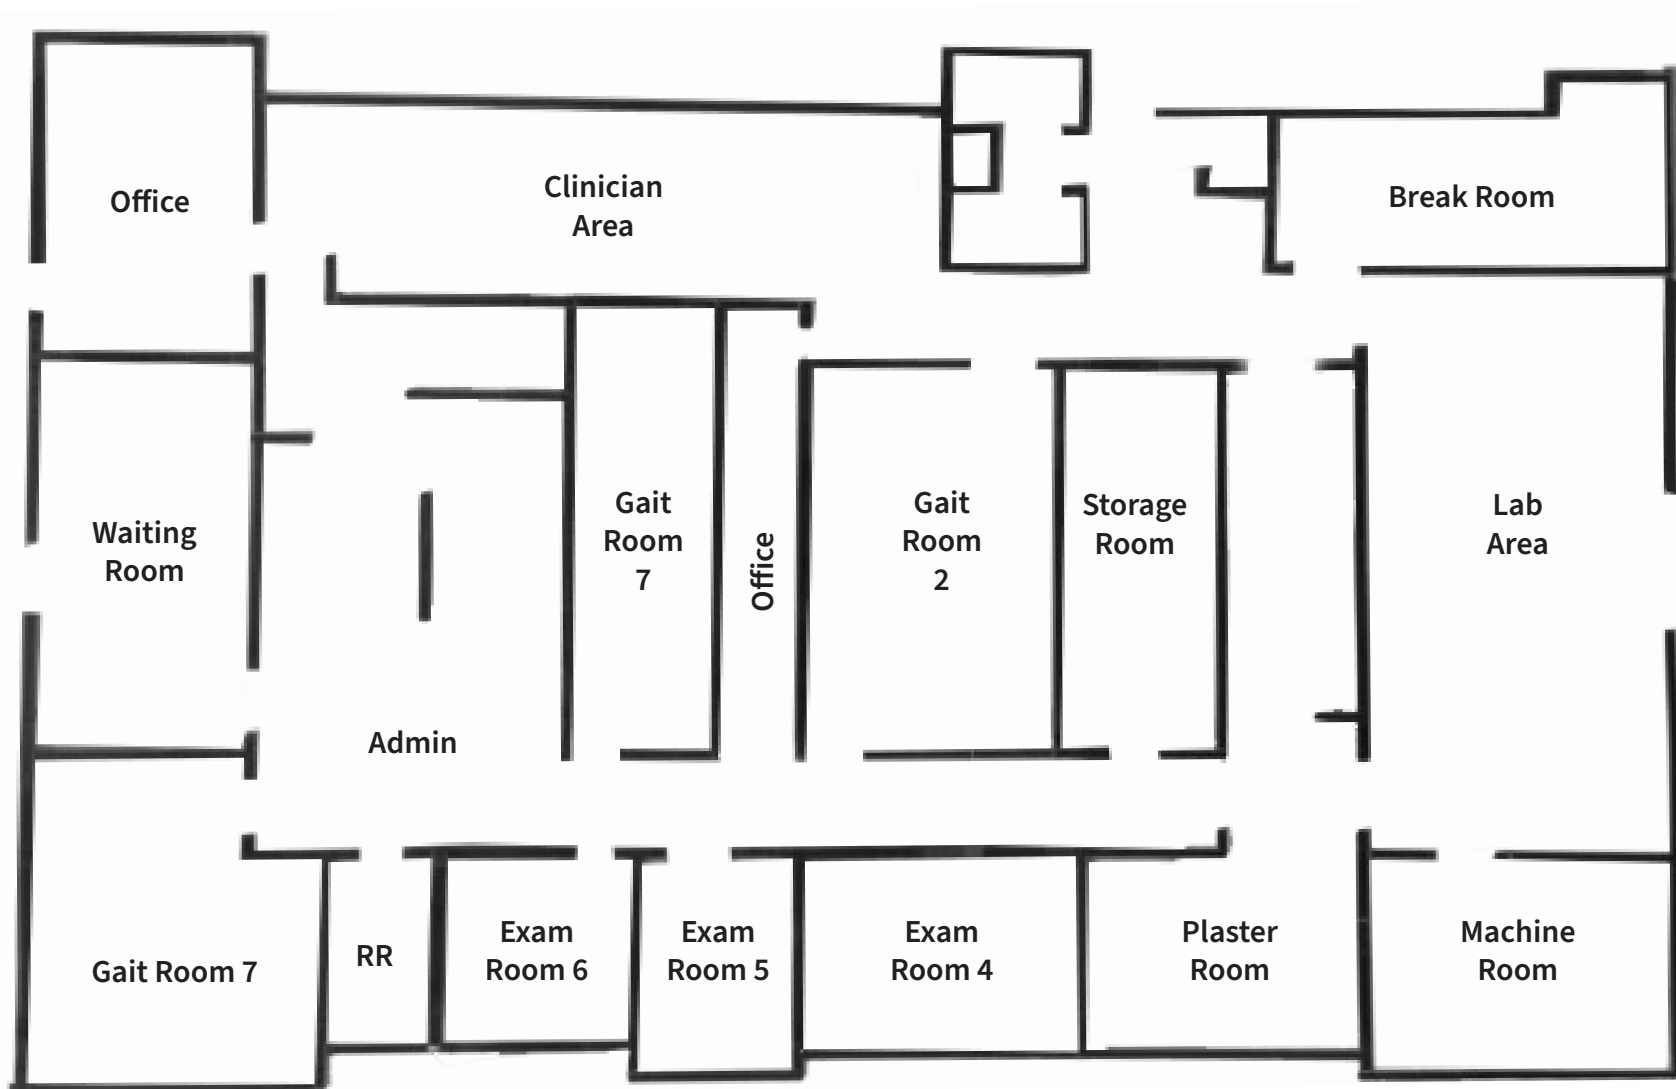 Office
Clinician
Area
Break Room
Waiting
Room
Gait
Room
7
Office
Gait
Room
2
Storage
Room
Lab
Area
Admin
Gait Room 7
RR
Exam
Room 6
Exam
Room 5
Exam
Room 4
Plaster
Room
Machine
Room